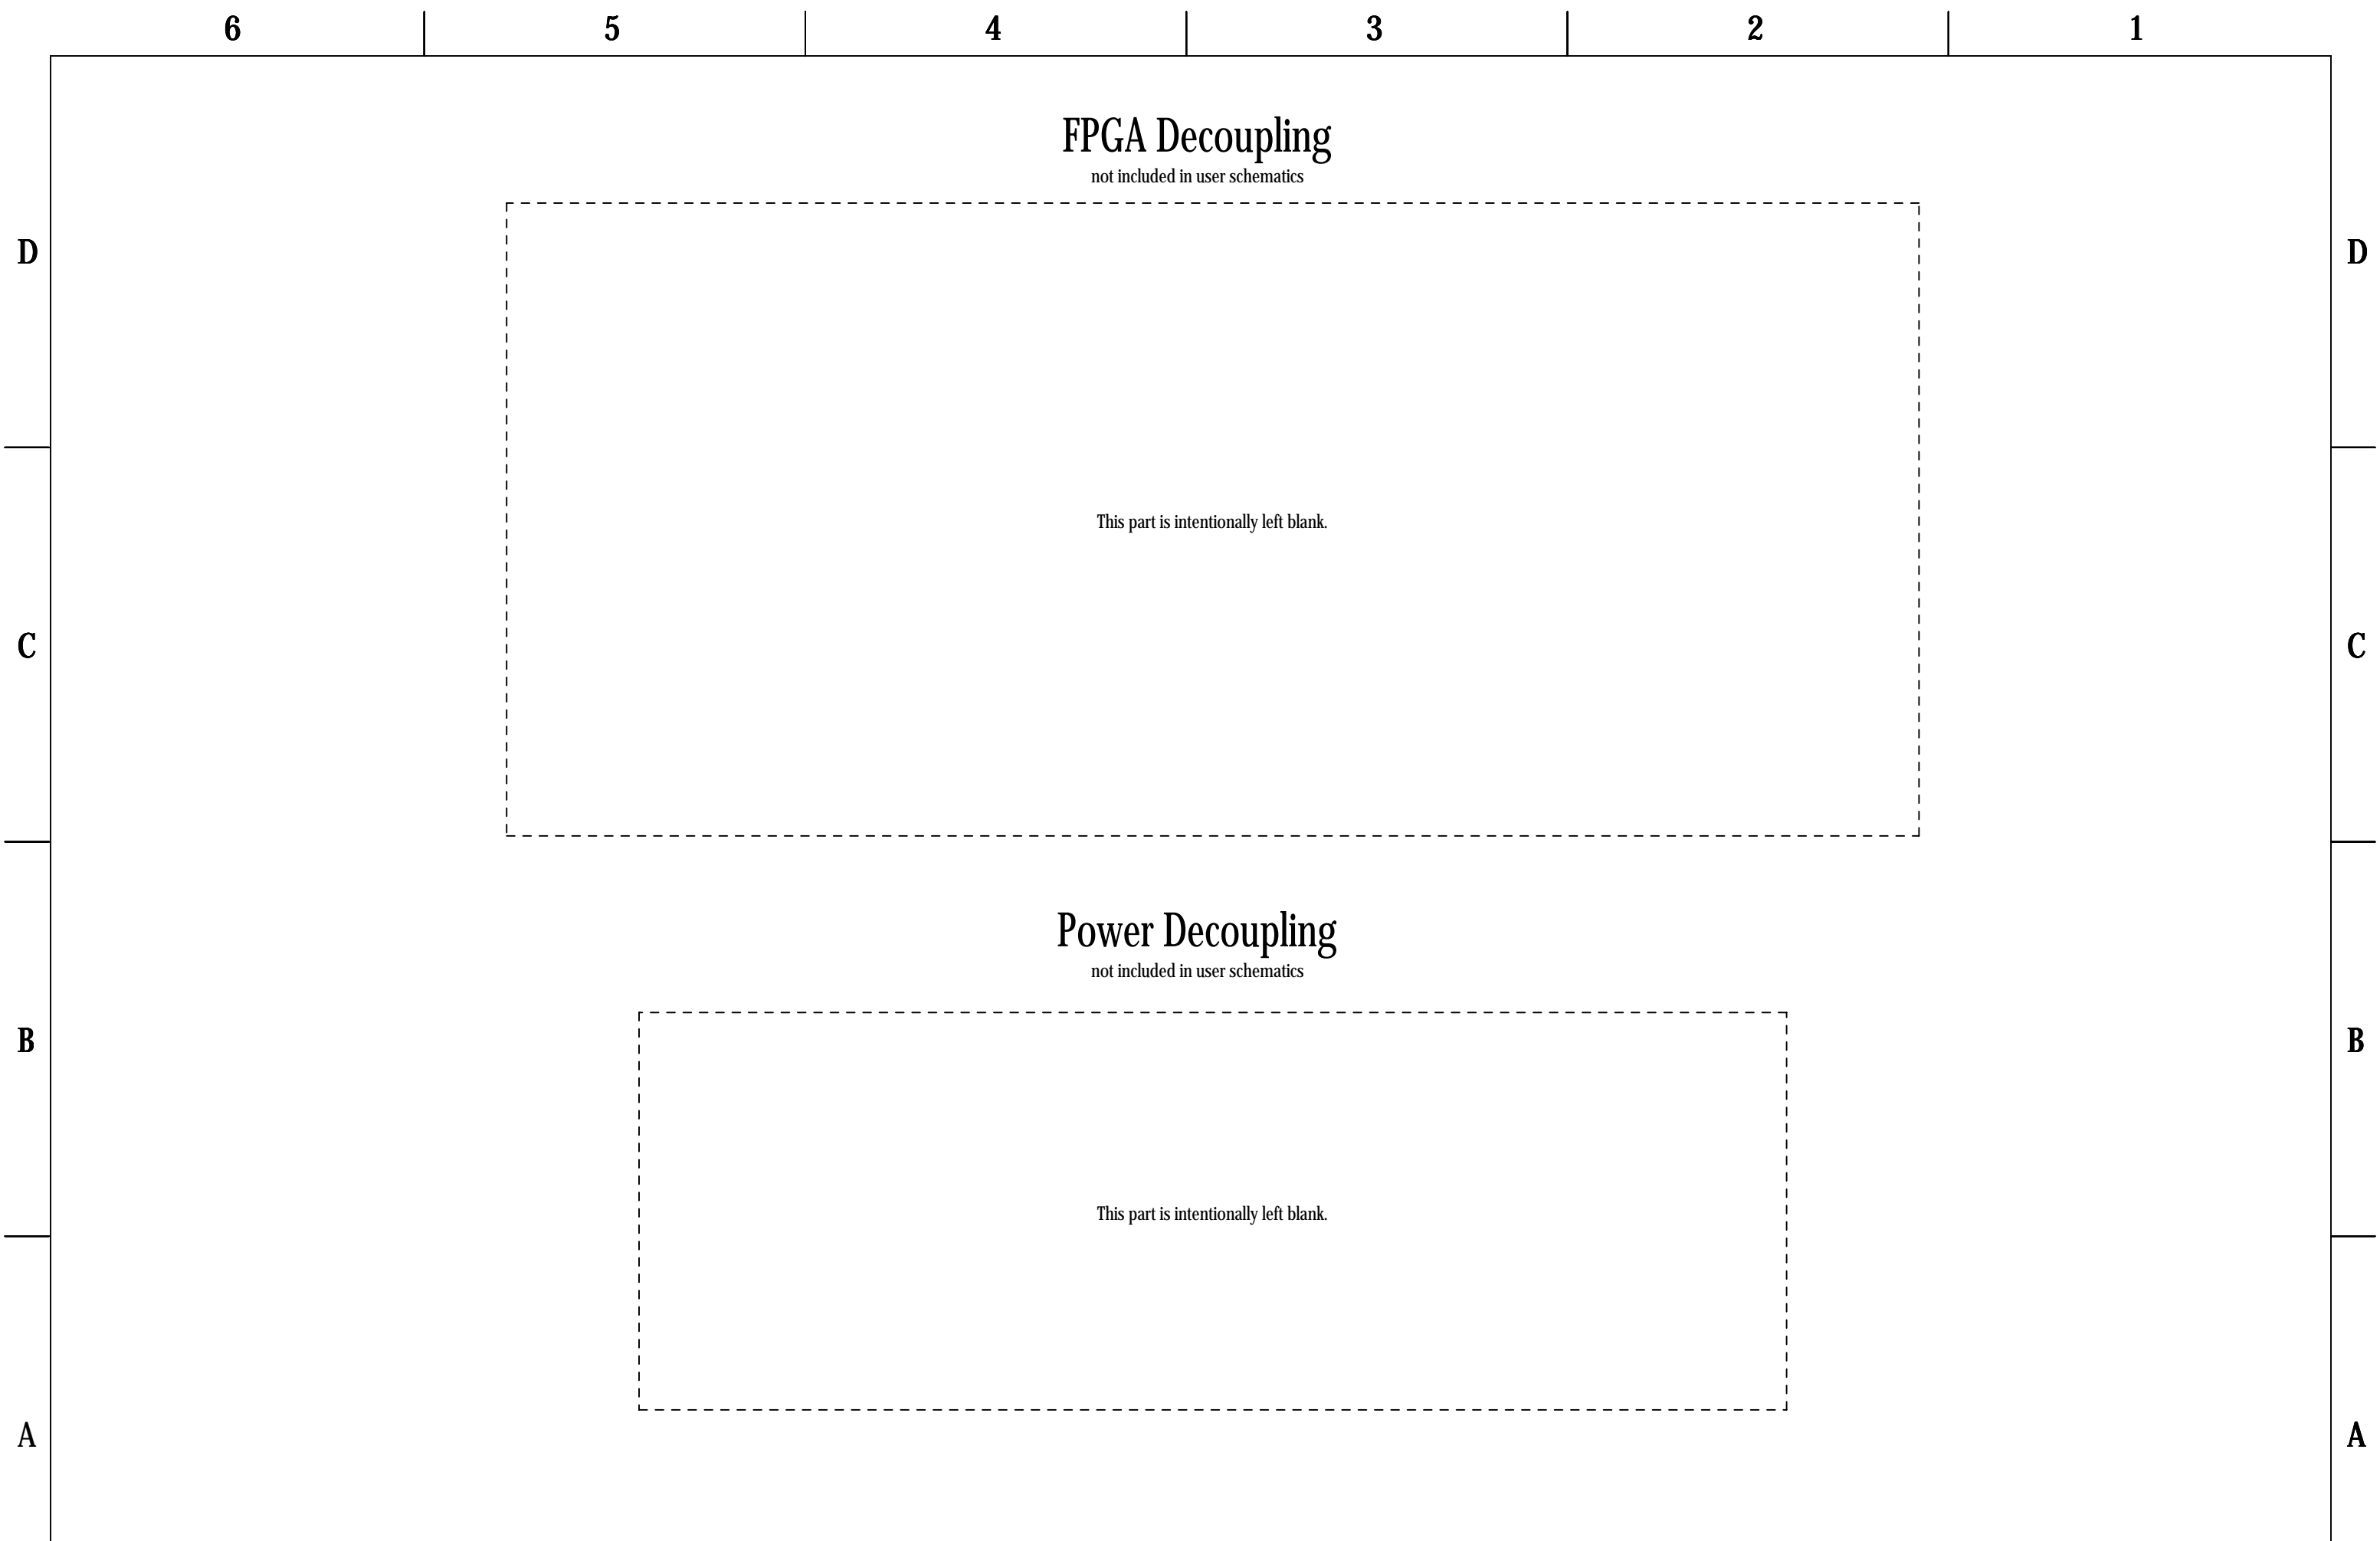 6 5 4 3 2 1
FPGA Decoupling
not included in user schematics
D D
This part is intentionally left blank.
C C
Power Decoupling
not included in user schematics
B B
This part is intentionally left blank.
A A